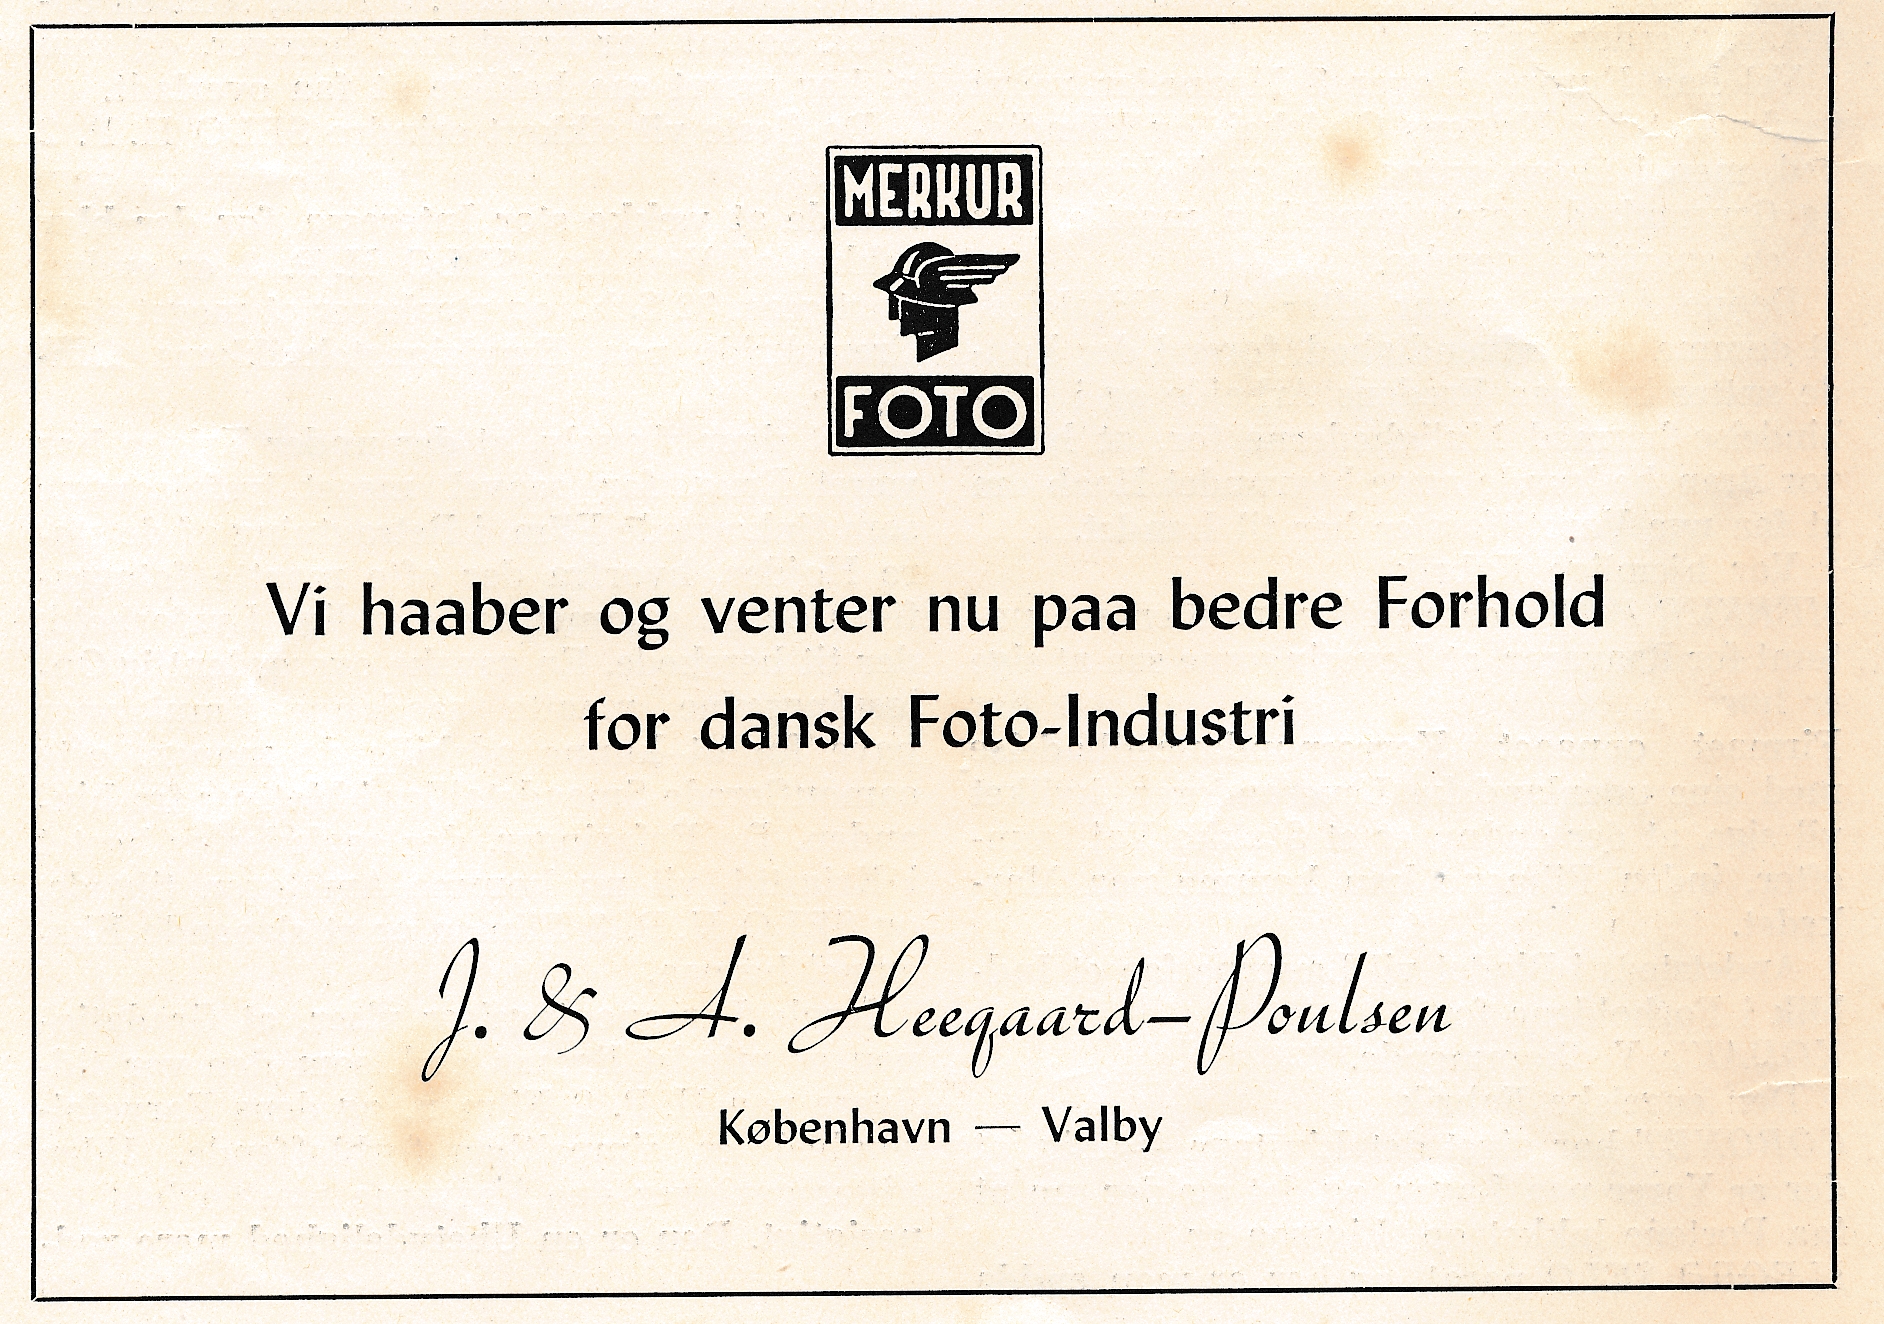 MERKUR
FOTO
Vi haaber og venter nu paa bedre Forhold
for dansk Foto-Industri
J. & A. Heegaard-Poulsen
København — Valby